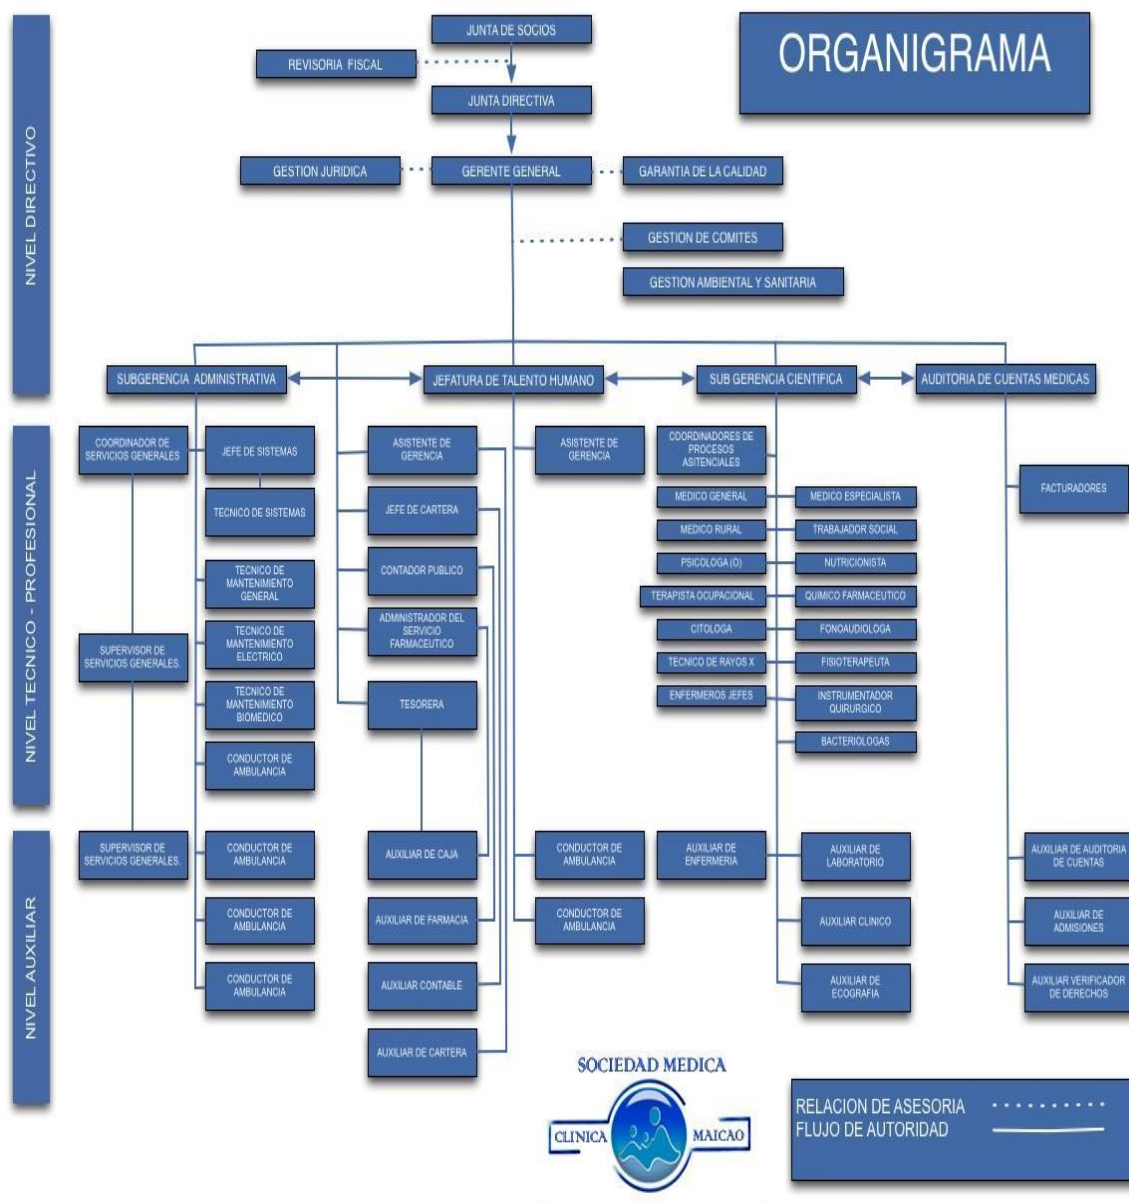 JUNTA DE SOCIOS
ORGANIGRAMA
REVISORIA FISCAL
JUNTA DIRECTIVA
GESTION JURIDICA
GERENTE GENERAL
GARANTIA DE LA CALIDAD
GESTION DE COMITES
GESTION AMBIENTAL Y SANITARIA
NIVEL DIRECTIVO
SUBGERENCIA ADMINISTRATIVA
JEFATURA DE TALENTO HUMANO
SUB GERENCIA CIENTIFICA
AUDITORIA DE CUENTAS MEDICAS
NIVEL TECNICO - PROFESIONAL
COORDINADOR DE
SERVICIOS GENERALES
SUPERVISOR DE
SERVICIOS GENERALES.
JEFE DE SISTEMAS
TECNICO DE SISTEMAS
TECNICO DE
MANTENIMIENTO
GENERAL
TECNICO DE
MANTENIMIENTO
ELECTRICO
TECNICO DE
MANTENIMIENTO
BIOMEDICO
CONDUCTOR DE
AMBULANCIA
ASISTENTE DE
GERENCIA
JEFE DE CARTERA
CONTADOR PUBLICO
ADMINISTRADOR DEL
SERVICIO
FARMACEUTICO
TESORERA
ASISTENTE DE
GERENCIA
COORDINADORES DE
PROCESOS
ASITENCIALES
MEDICO GENERAL
MEDICO ESPECIALISTA
MEDICO RURAL
TRABAJADOR SOCIAL
PSICOLOGA (O)
NUTRICIONISTA
TERAPISTA OCUPACIONAL
QUIMICO FARMACEUTICO
CITOLOGA
FONOAUDIOLOGA
TECNICO DE RAYOS X
FISIOTERAPEUTA
ENFERMEROS JEFES
INSTRUMENTADOR
QUIRURGICO
BACTERIOLOGAS
FACTURADORES
NIVEL AUXILIAR
SUPERVISOR DE
SERVICIOS GENERALES.
CONDUCTOR DE
AMBULANCIA
CONDUCTOR DE
AMBULANCIA
CONDUCTOR DE
AMBULANCIA
AUXILIAR DE CAJA
AUXILIAR DE FARMACIA
AUXILIAR CONTABLE
AUXILIAR DE CARTERA
CONDUCTOR DE
AMBULANCIA
CONDUCTOR DE
AMBULANCIA
AUXILIAR DE
ENFERMERIA
AUXILIAR DE
LABORATORIO
AUXILIAR CLINICO
AUXILIAR DE
ECOGRAFIA
AUXILIAR DE AUDITORIA
DE CUENTAS
AUXILIAR DE
ADMISIONES
AUXILIAR VERIFICADOR
DE DERECHOS
SOCIEDAD MEDICA
CLINICA MAICAO
RELACION DE ASESORIA
FLUJO DE AUTORIDAD